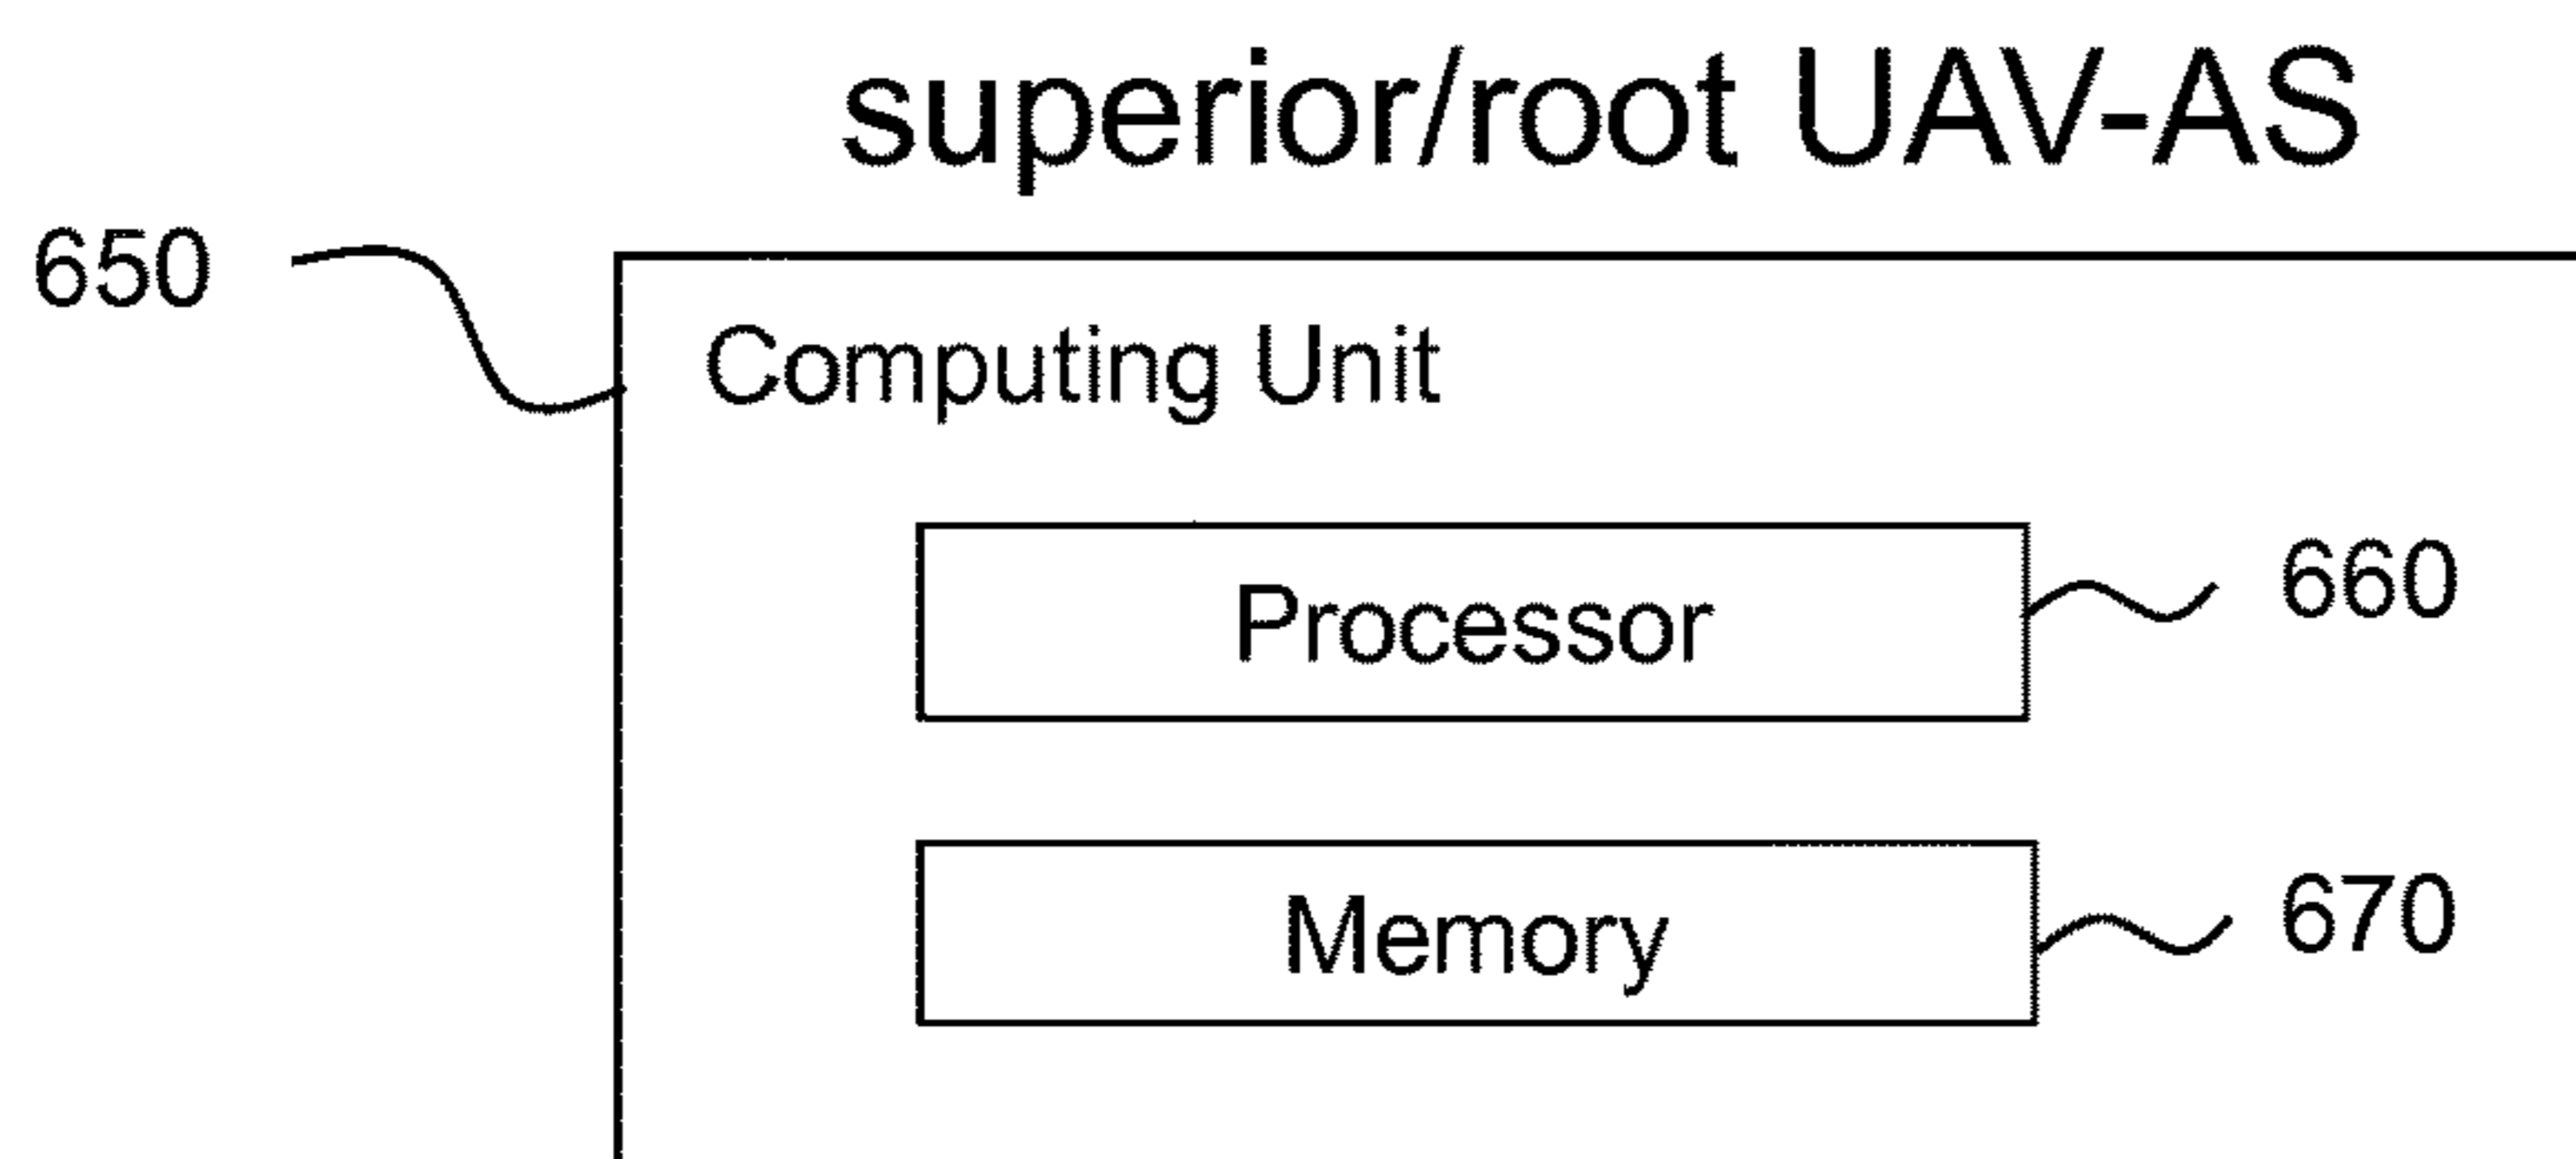 superior/root UAV-AS
650
Computing Unit
Processor
660
Memory
670